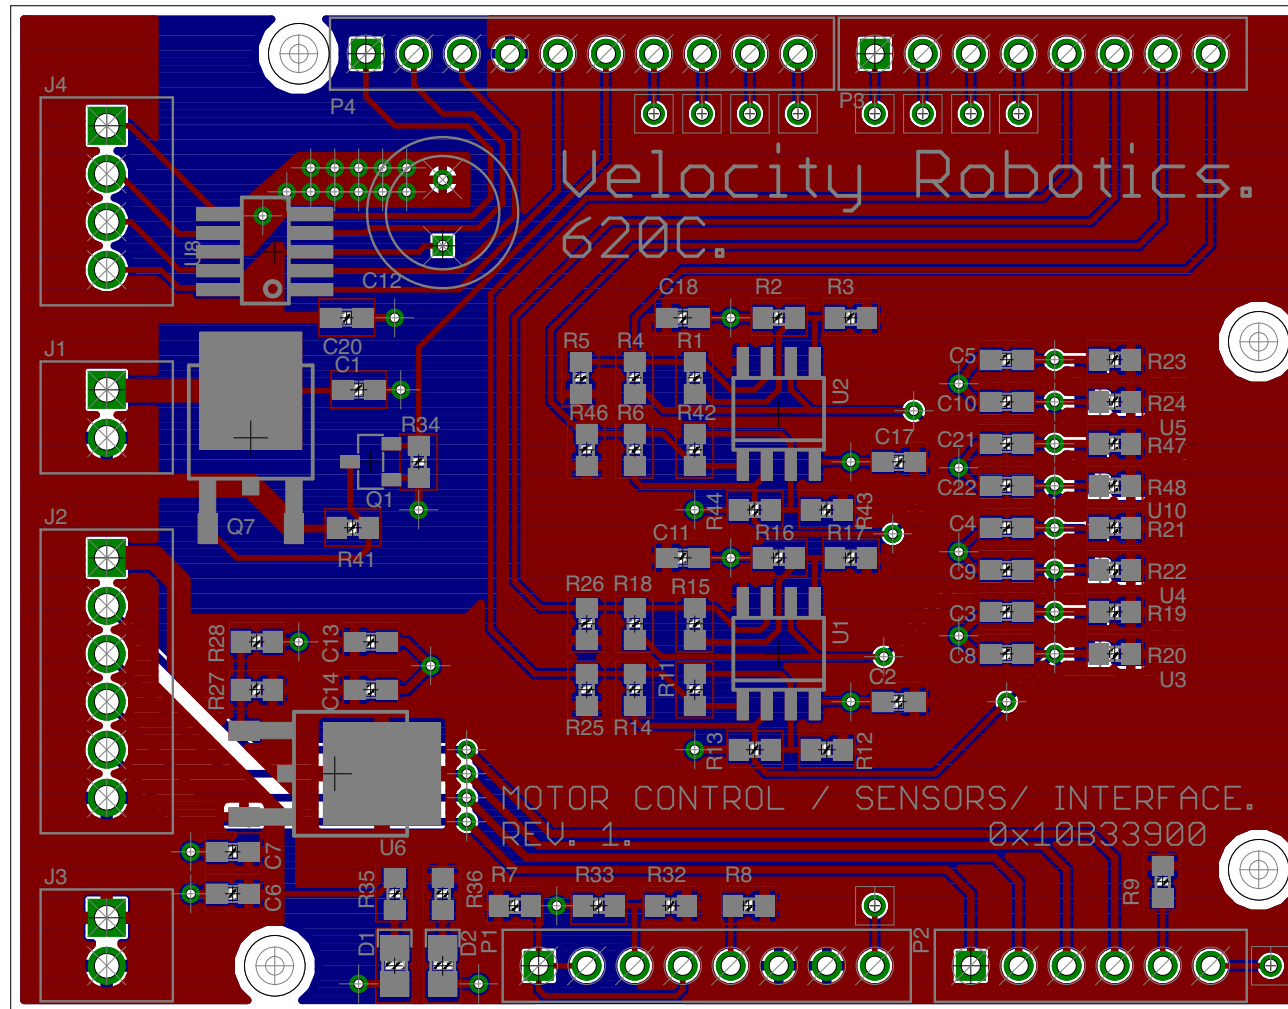 J4
P4
P3
Velocity Robotics.
620C.
U8
C12
C18
R2
R3
C20
J1
C1
R5
R4
R1
C5
R23
U2
C10
R24
R46
R6
R42
U5
R34
C17
C21
R47
Q1
C22
R48
J2
Q7
R44
R43
U10
R41
C4
R21
C11
R16
R17
C9
R22
R26
R18
R15
U4
C3
R19
R28
C13
U1
C8
R20
R27
C14
R11
C2
U3
R25
R14
R13
R12
MOTOR CONTROL / SENSORS/ INTERFACE.
REV. 1.
0x10B33900
U6
C7
J3
C6
R35
R36
R7
R33
R32
R8
R9
D1
D2
P1
P2